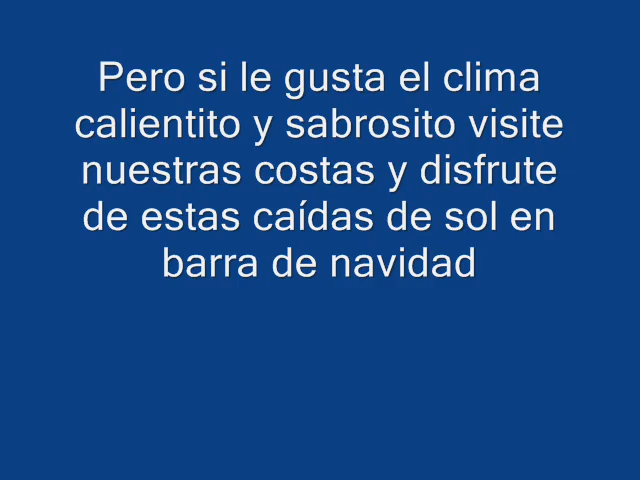 Pero si le gusta el clima
calientito y sabrosito visite
nuestras costas y disfrute
de estas caídas de sol en
barra de navidad